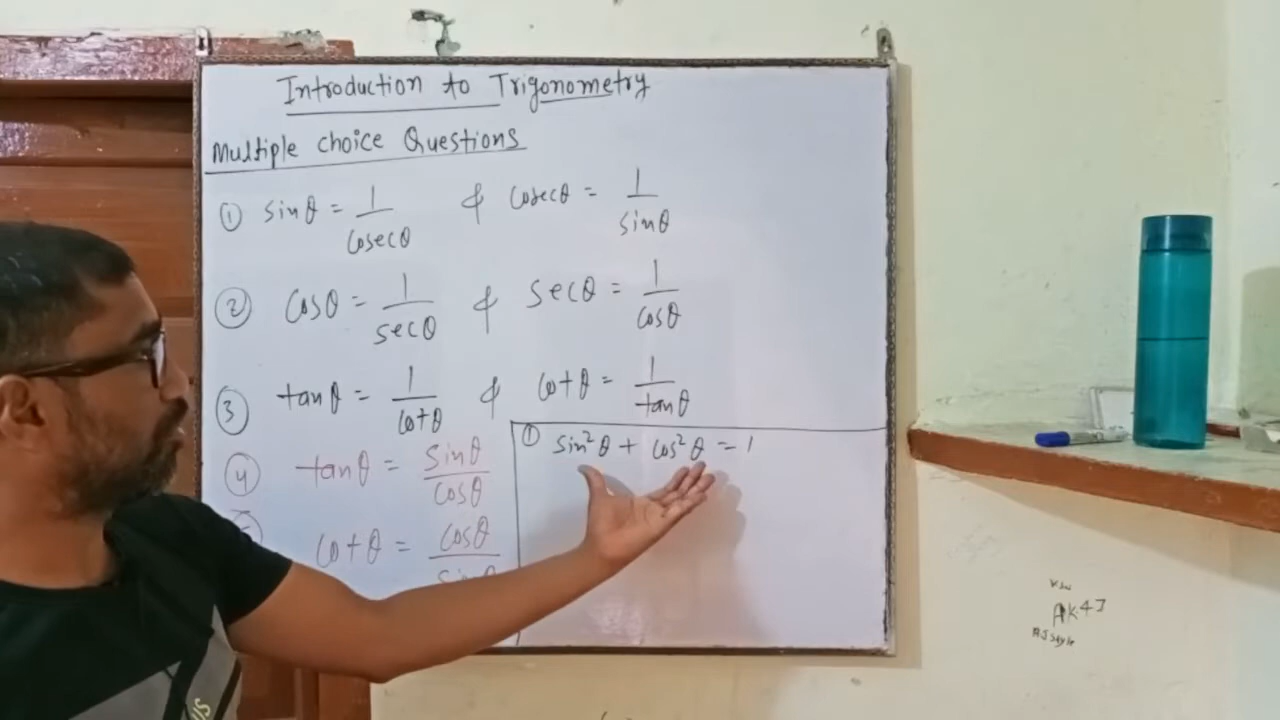 Introduction to Trigonometry
Multiple choice Questions
① sinθ = 1/cosecθ & cosecθ = 1/sinθ
② cosθ = 1/secθ & secθ = 1/cosθ
③ tanθ = 1/cotθ & cotθ = 1/tanθ
④ tanθ = sinθ/cosθ
cotθ = cosθ/sinθ
① sin²θ + cos²θ = 1
AK47